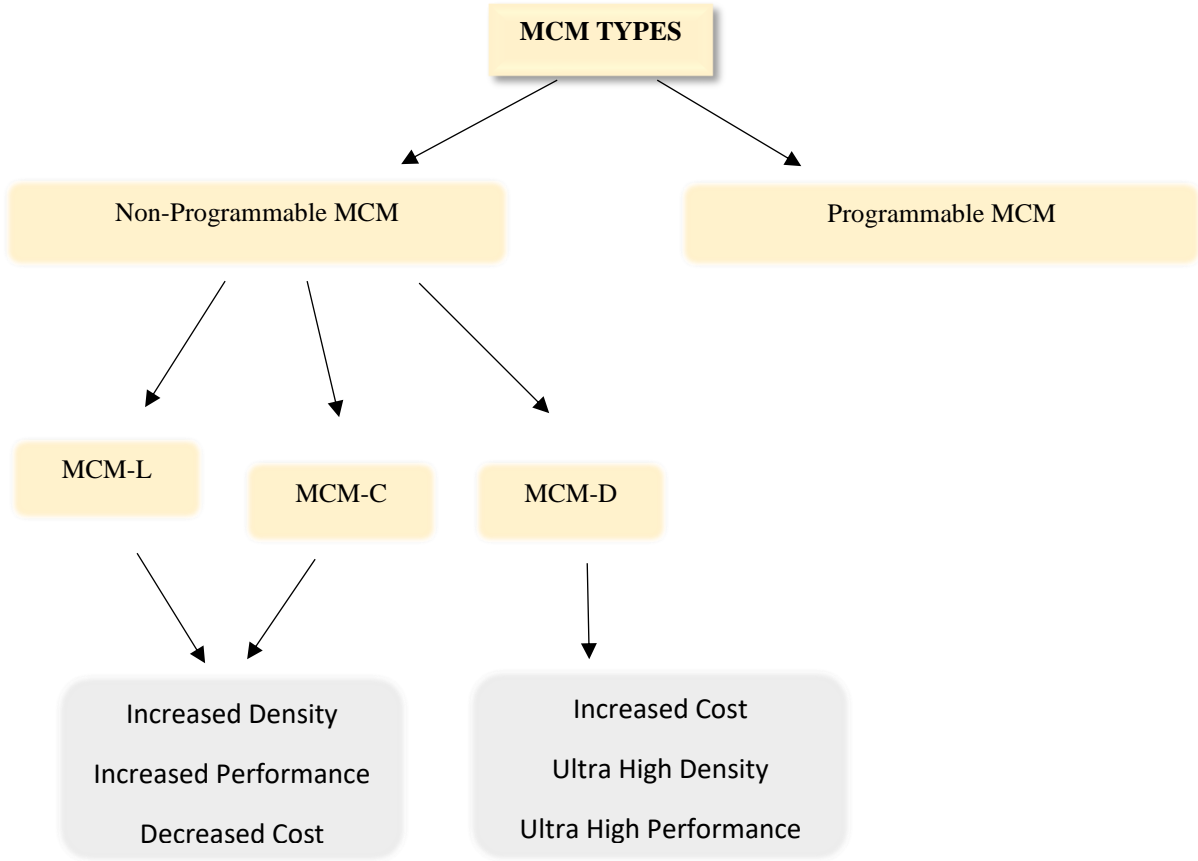 MCM TYPES
Non-Programmable MCM
Programmable MCM
MCM-L
MCM-C
MCM-D
Increased Density
Increased Performance
Decreased Cost
Increased Cost
Ultra High Density
Ultra High Performance